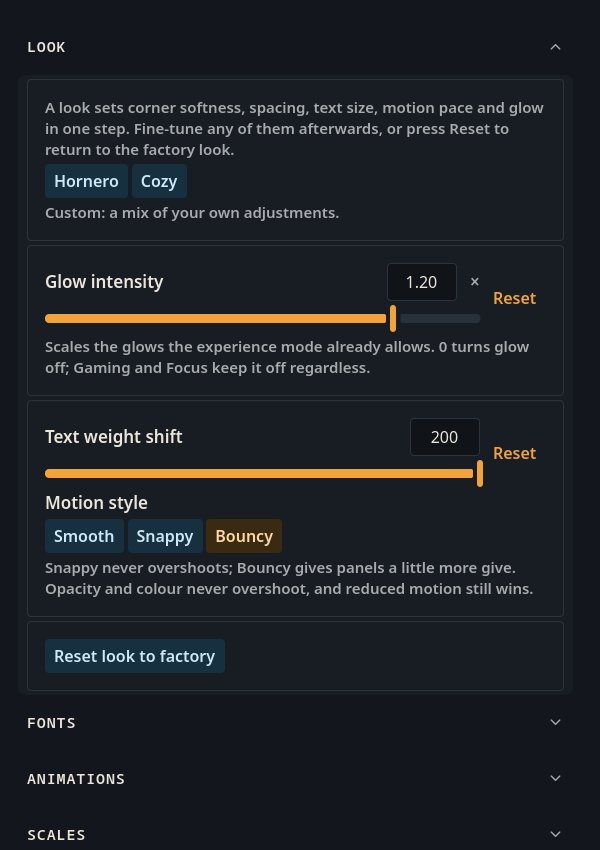 LOOK
A look sets corner softness, spacing, text size, motion pace and glow
in one step. Fine-tune any of them afterwards, or press Reset to
return to the factory look.
Hornero Cozy
Custom: a mix of your own adjustments.
Glow intensity 1.20 ×
Reset
Scales the glows the experience mode already allows. 0 turns glow
off; Gaming and Focus keep it off regardless.
Text weight shift 200
Reset
Motion style
Smooth Snappy Bouncy
Snappy never overshoots; Bouncy gives panels a little more give.
Opacity and colour never overshoot, and reduced motion still wins.
Reset look to factory
FONTS
ANIMATIONS
SCALES